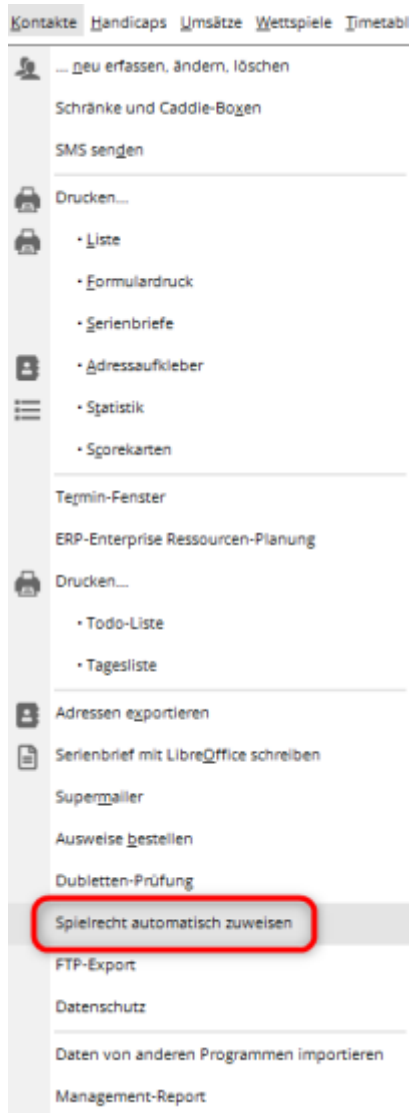 Kontakte Handicaps Umsätze Wettspiele Timetabl
... neu erfassen, ändern, löschen
Schränke und Caddie-Boxen
SMS senden
Drucken...
• Liste
• Formulardruck
• Serienbriefe
• Adressaufkleber
• Statistik
• Scorekarten
Termin-Fenster
ERP-Enterprise Ressourcen-Planung
Drucken...
• Todo-Liste
• Tagesliste
Adressen exportieren
Serienbrief mit LibreOffice schreiben
Supermailer
Ausweise bestellen
Dubletten-Prüfung
Spielrecht automatisch zuweisen
FTP-Export
Datenschutz
Daten von anderen Programmen importieren
Management-Report